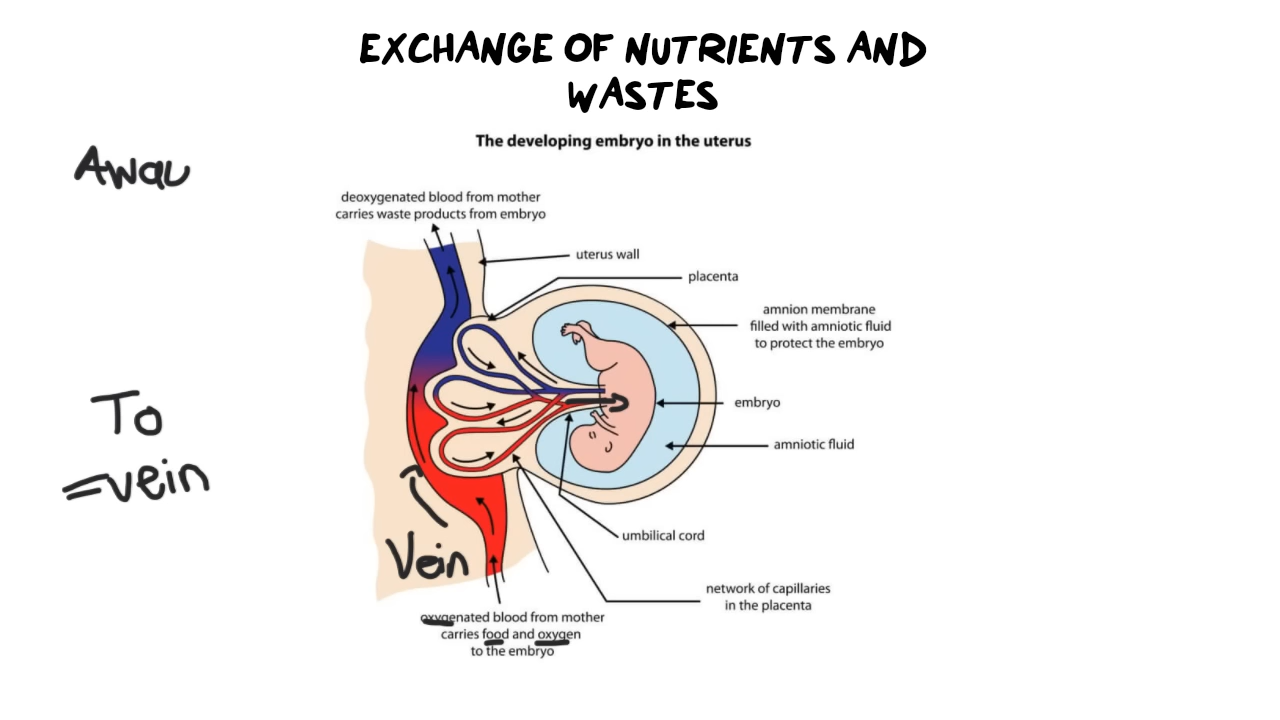 EXCHANGE OF NUTRIENTS AND
WASTES
The developing embryo in the uterus
Awau
deoxygenated blood from mother
carries waste products from embryo
uterus wall
placenta
amnion membrane
filled with amniotic fluid
to protect the embryo
To
embryo
amniotic fluid
=vein
umbilical cord
Vein
network of capillaries
in the placenta
oxygenated blood from mother
carries food and oxygen
to the embryo